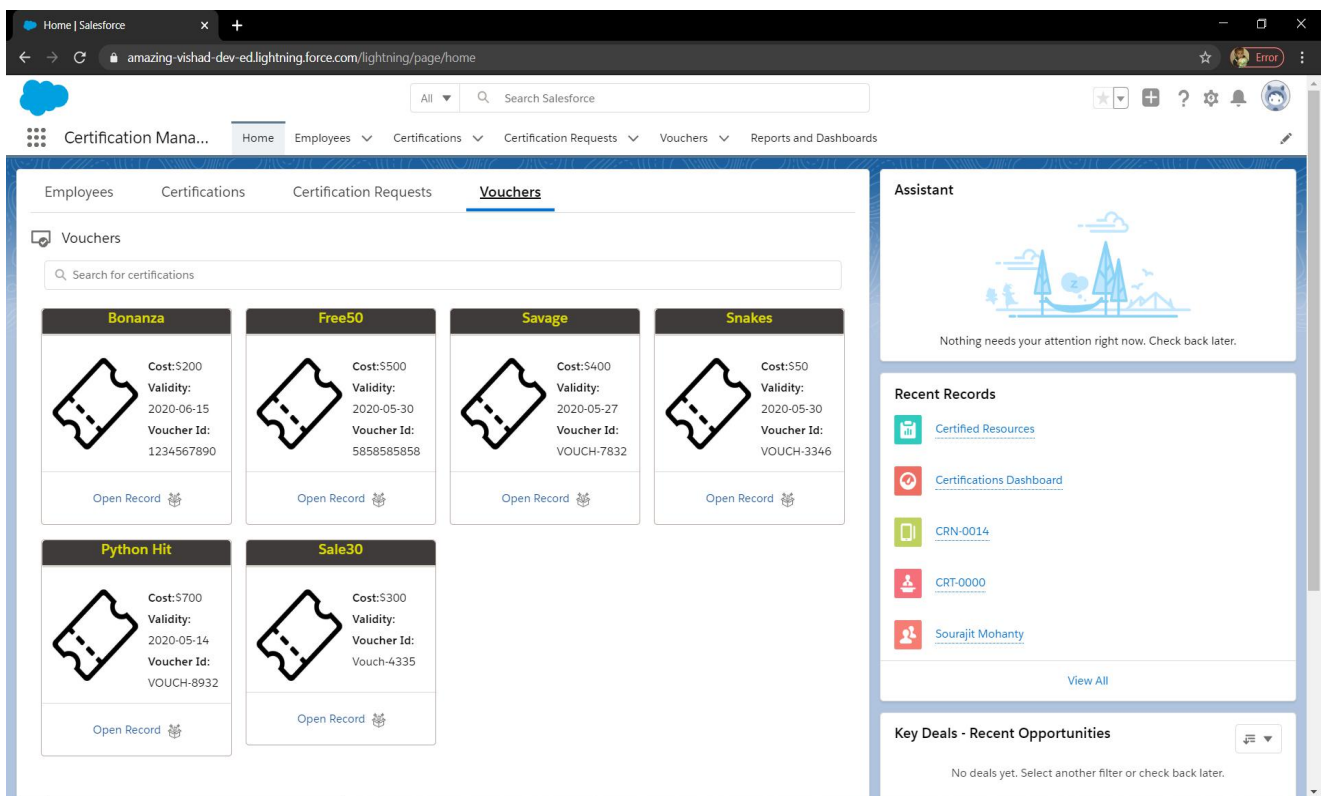 Home | Salesforce
amazing-vishad-dev-ed.lightning.force.com/lightning/page/home
Error
All
Search Salesforce
Certification Mana...
Home
Employees
Certifications
Certification Requests
Vouchers
Reports and Dashboards
Employees
Certifications
Certification Requests
Vouchers
Vouchers
Search for certifications
Bonanza
Cost:$200
Validity:
2020-06-15
Voucher Id:
1234567890
Open Record
Free50
Cost:$500
Validity:
2020-05-30
Voucher Id:
5858585858
Open Record
Savage
Cost:$400
Validity:
2020-05-27
Voucher Id:
VOUCH-7832
Open Record
Snakes
Cost:$50
Validity:
2020-05-30
Voucher Id:
VOUCH-3346
Open Record
Python Hit
Cost:$700
Validity:
2020-05-14
Voucher Id:
VOUCH-8932
Open Record
Sale30
Cost:$300
Validity:
Voucher Id:
Vouch-4335
Open Record
Assistant
z
Nothing needs your attention right now. Check back later.
Recent Records
Certified Resources
Certifications Dashboard
CRN-0014
CRT-0000
Sourajit Mohanty
View All
Key Deals - Recent Opportunities
No deals yet. Select another filter or check back later.